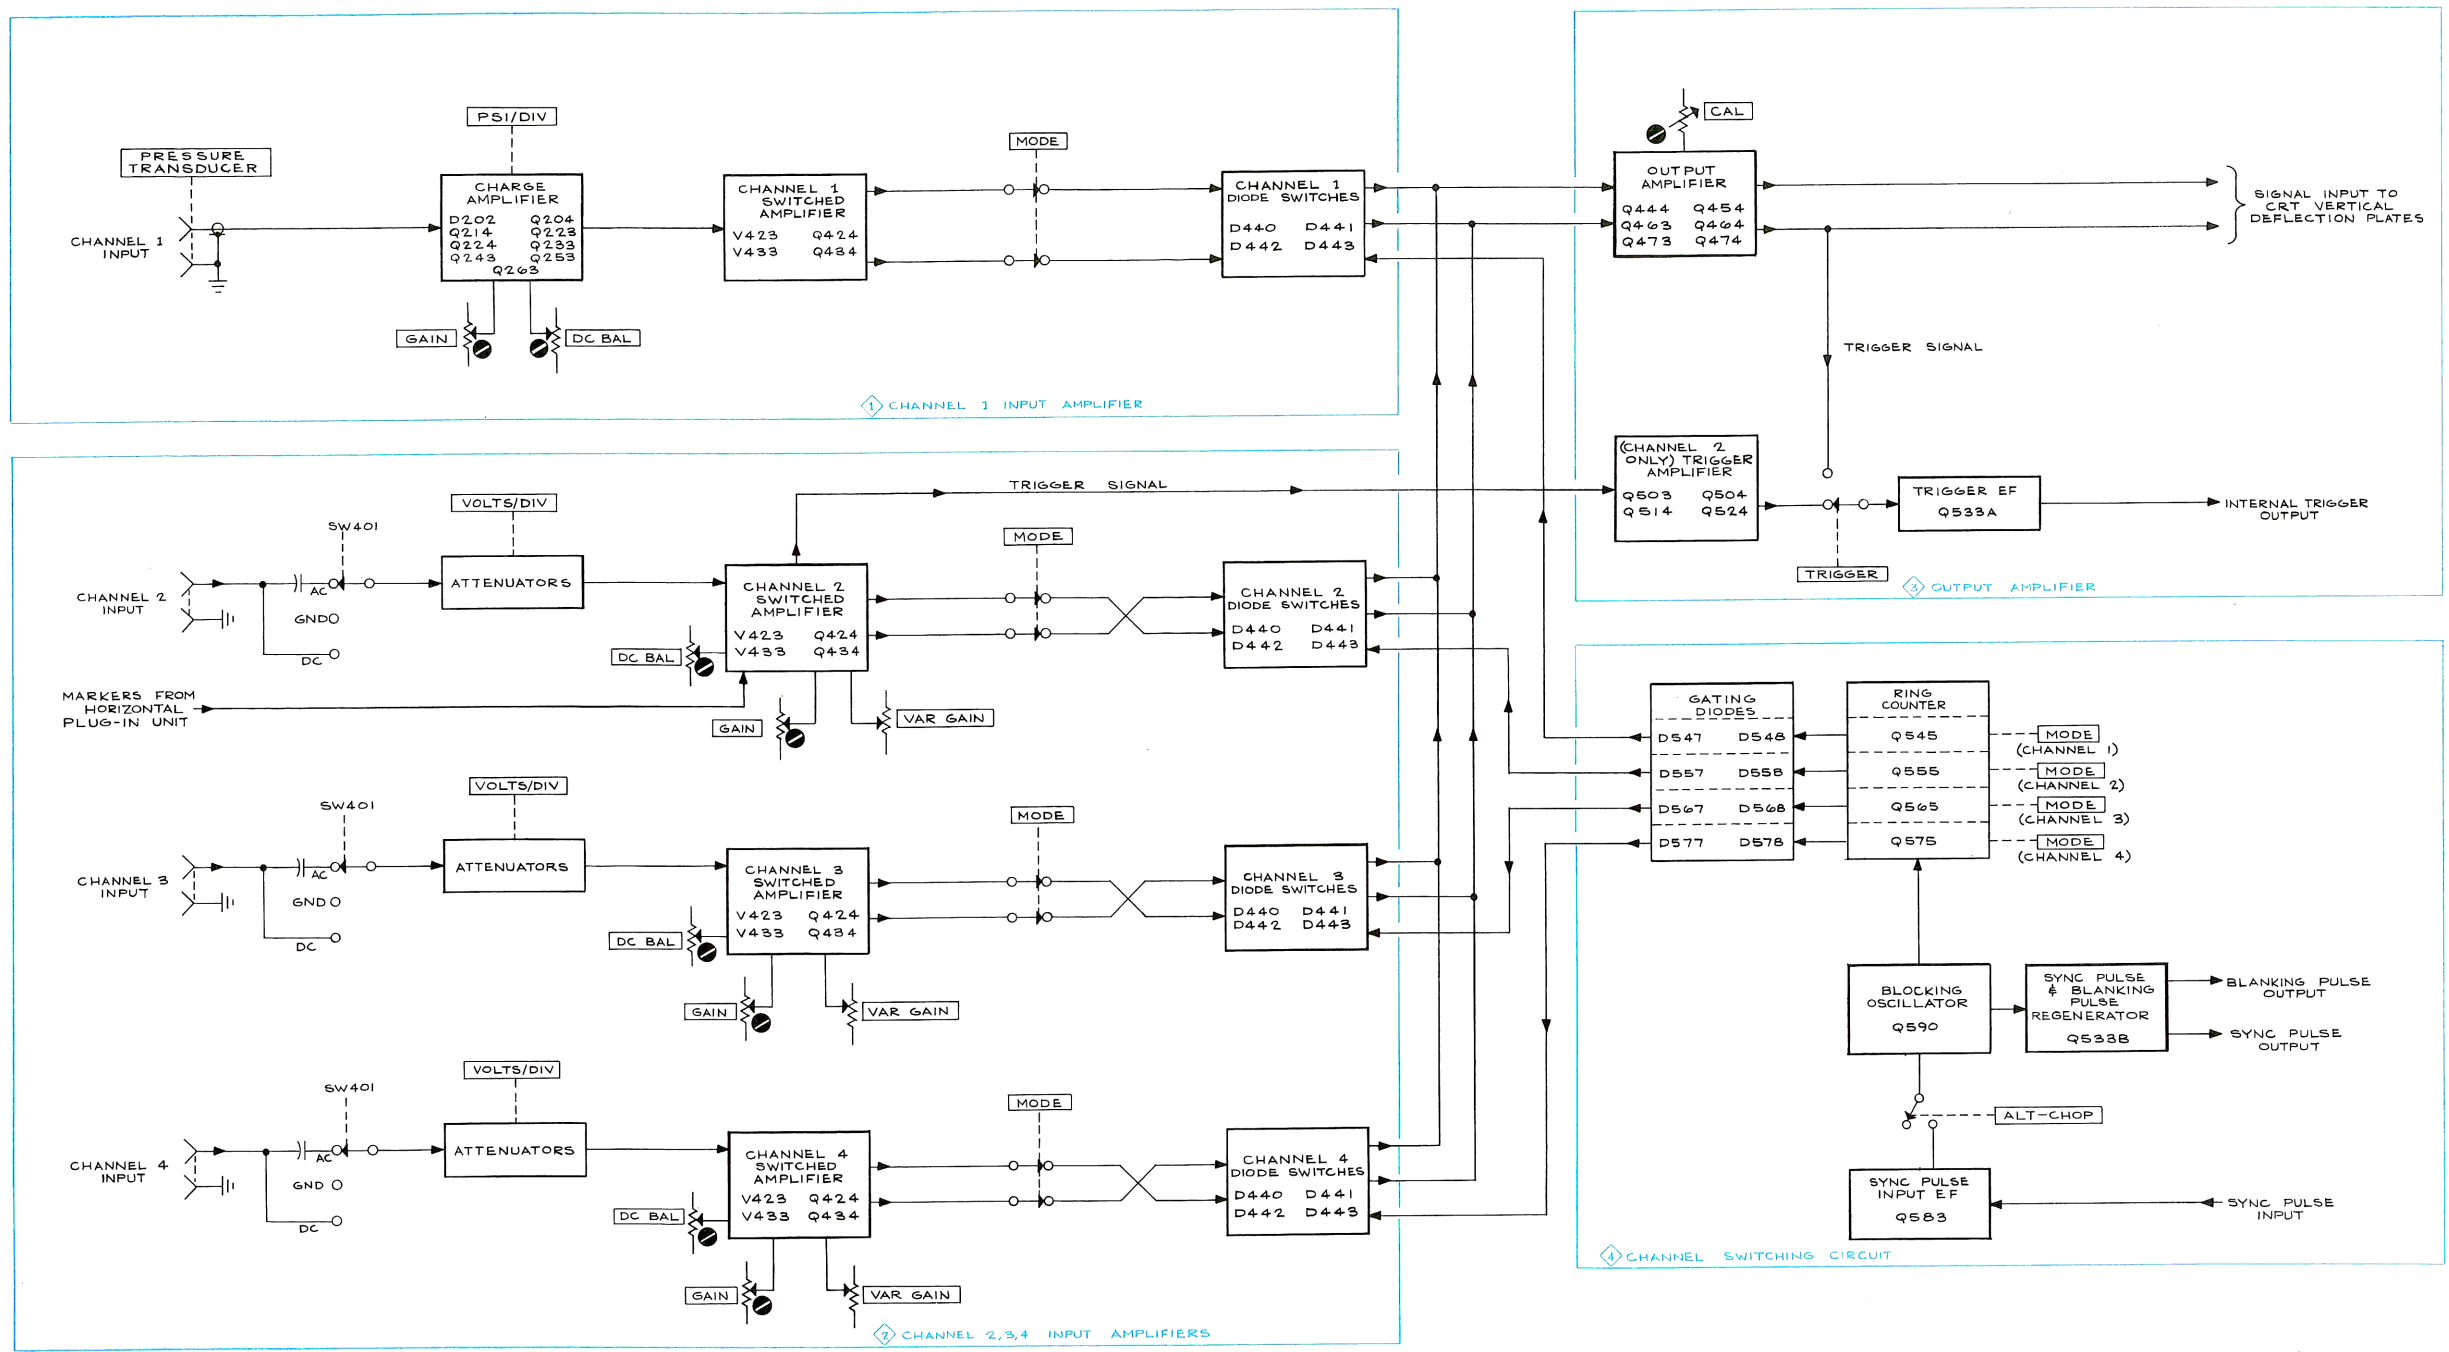 PSI/DIV
PRESSURE
TRANSDUCER
CHANNEL 1
INPUT
CHARGE
AMPLIFIER
D202 Q204
Q214 Q223
Q224 Q233
Q243 Q253
Q263
GAIN
DC BAL
CHANNEL 1
SWITCHED
AMPLIFIER
V423 Q424
V433 Q434
MODE
CHANNEL 1
DIODE SWITCHES
D440 D441
D442 D443
1 CHANNEL 1 INPUT AMPLIFIER
CAL
OUTPUT
AMPLIFIER
Q444 Q454
Q463 Q464
Q473 Q474
SIGNAL INPUT TO
CRT VERTICAL
DEFLECTION PLATES
TRIGGER SIGNAL
(CHANNEL 2
ONLY) TRIGGER
AMPLIFIER
Q503 Q504
Q514 Q524
TRIGGER EF
Q533A
INTERNAL TRIGGER
OUTPUT
TRIGGER
3 OUTPUT AMPLIFIER
TRIGGER SIGNAL
VOLTS/DIV
SW401
CHANNEL 2
INPUT
AC
GND
DC
ATTENUATORS
CHANNEL 2
SWITCHED
AMPLIFIER
V423 Q424
V433 Q434
DC BAL
MARKERS FROM
HORIZONTAL
PLUG-IN UNIT
GAIN
VAR GAIN
MODE
CHANNEL 2
DIODE SWITCHES
D440 D441
D442 D443
VOLTS/DIV
SW401
CHANNEL 3
INPUT
AC
GND
DC
ATTENUATORS
CHANNEL 3
SWITCHED
AMPLIFIER
V423 Q424
V433 Q434
DC BAL
GAIN
VAR GAIN
MODE
CHANNEL 3
DIODE SWITCHES
D440 D441
D442 D443
VOLTS/DIV
SW401
CHANNEL 4
INPUT
AC
GND
DC
ATTENUATORS
CHANNEL 4
SWITCHED
AMPLIFIER
V423 Q424
V433 Q434
DC BAL
GAIN
VAR GAIN
MODE
CHANNEL 4
DIODE SWITCHES
D440 D441
D442 D443
2 CHANNEL 2,3,4 INPUT AMPLIFIERS
GATING
DIODES
D547 D548
D557 D558
D567 D568
D577 D578
RING
COUNTER
Q545
Q555
Q565
Q575
MODE
(CHANNEL 1)
MODE
(CHANNEL 2)
MODE
(CHANNEL 3)
MODE
(CHANNEL 4)
BLOCKING
OSCILLATOR
Q590
SYNC PULSE
& BLANKING
PULSE
REGENERATOR
Q533B
BLANKING PULSE
OUTPUT
SYNC PULSE
OUTPUT
ALT-CHOP
SYNC PULSE
INPUT EF
Q583
SYNC PULSE
INPUT
4 CHANNEL SWITCHING CIRCUIT